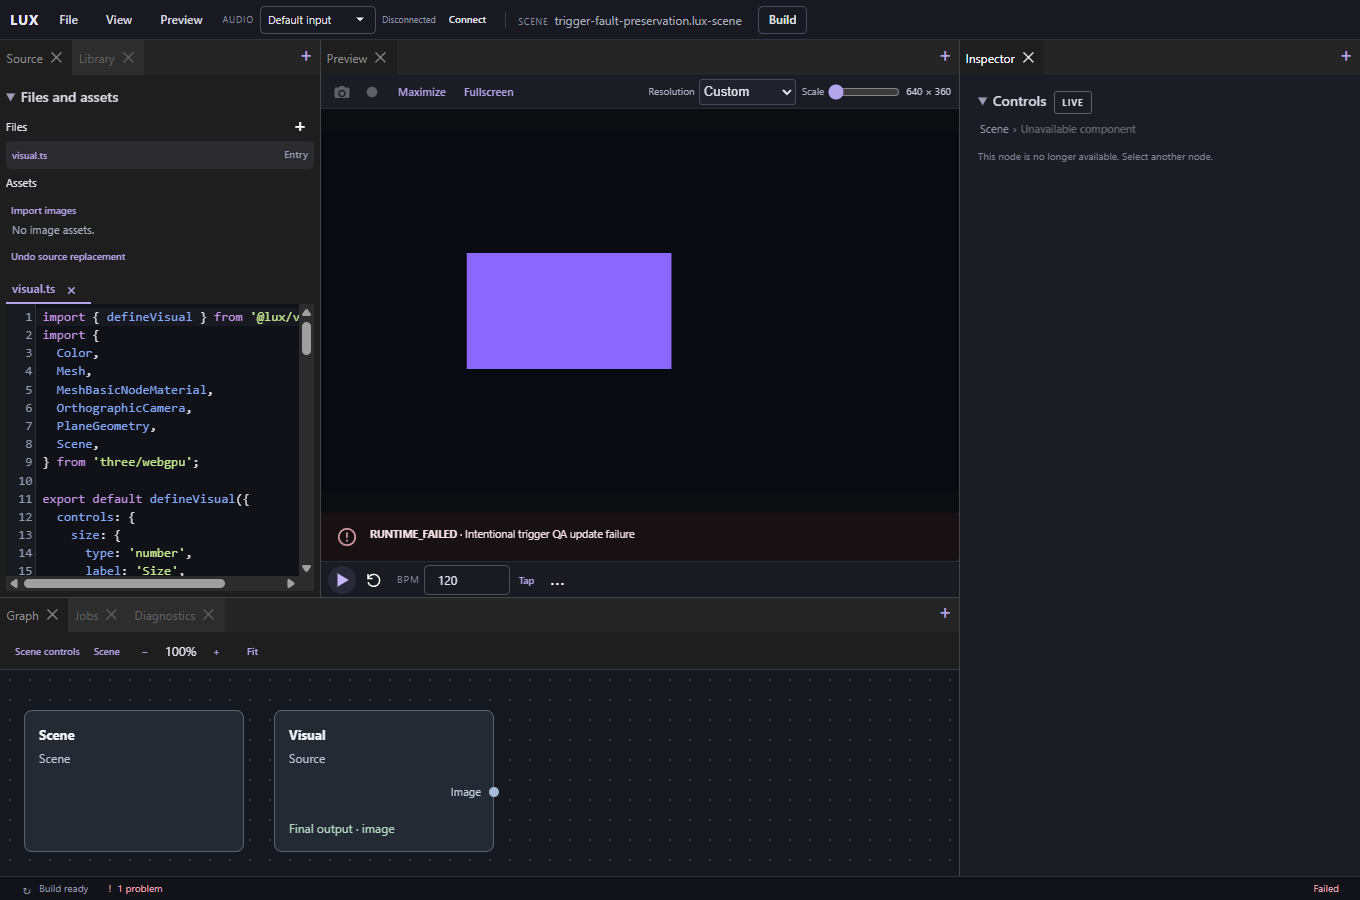 LUX File View Preview AUDIO Default input Disconnected Connect SCENE trigger-fault-preservation.lux-scene Build
Source Library +
Preview +
Inspector +
Files and assets
Files +
visual.ts Entry
Assets
Import images
No image assets.
Undo source replacement
visual.ts ×
1 import { defineVisual } from '@lux/v
2 import {
3 Color,
4 Mesh,
5 MeshBasicNodeMaterial,
6 OrthographicCamera,
7 PlaneGeometry,
8 Scene,
9 } from 'three/webgpu';
10
11 export default defineVisual({
12 controls: {
13 size: {
14 type: 'number',
15 label: 'Size',
Maximize Fullscreen Resolution Custom Scale 640 × 360
RUNTIME_FAILED · Intentional trigger QA update failure
BPM 120 Tap ...
Controls LIVE
Scene › Unavailable component
This node is no longer available. Select another node.
Graph Jobs Diagnostics +
Scene controls Scene − 100% + Fit
Scene
Scene
Visual
Source
Image
Final output · image
Build ready ! 1 problem Failed